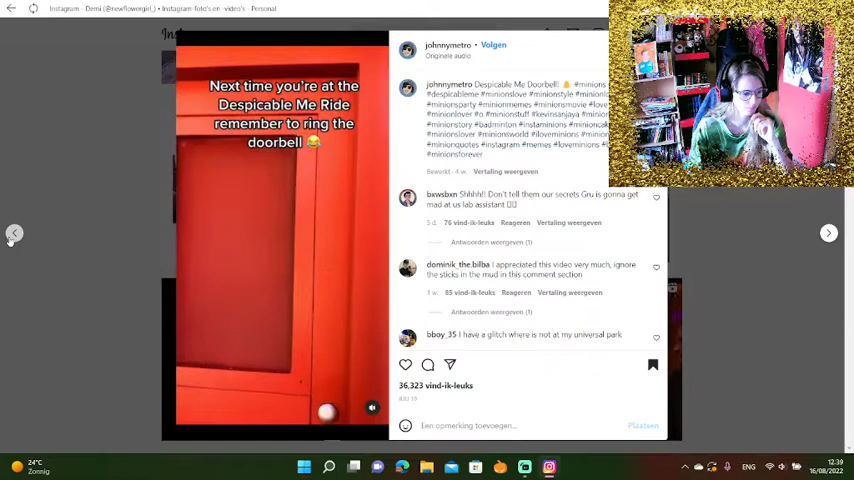 Instagram - Demi (@newflowergirl_) • Instagram-foto's en -video's - Personal
Next time you're at the
Despicable Me Ride
remember to ring the
doorbell 😂
johnnymetro • Volgen
Originele audio
johnnymetro Despicable Me Doorbell! 🔔 #minions
#despicableme #minionslove #minionstyle
#minionsparty #minionmemes #minionsmovie #love
#minionlover #o #minionstuff #kevinsanjaya
#minionstory #badminton #instaminions
#minionslover #minionsworld #iloveminions
#minionquotes #instagram #memes #loveminions
#minionsforever
Bewerkt · 4 w. Vertaling weergeven
bxwsbxn Shhhh!! Don't tell them our secrets Gru is gonna get
mad at us lab assistant
5 d. 76 vind-ik-leuks Reageren Vertaling weergeven
Antwoorden weergeven (1)
dominik_the.bilba I appreciated this video very much, ignore
the sticks in the mud in this comment section
1 w. 85 vind-ik-leuks Reageren Vertaling weergeven
Antwoorden weergeven (1)
bboy_35 I have a glitch where is not at my universal park
36,323 vind-ik-leuks
JULI 19
Een opmerking toevoegen... Plaatsen
24°C
Zonnig
ENG
12:39
16/08/2022